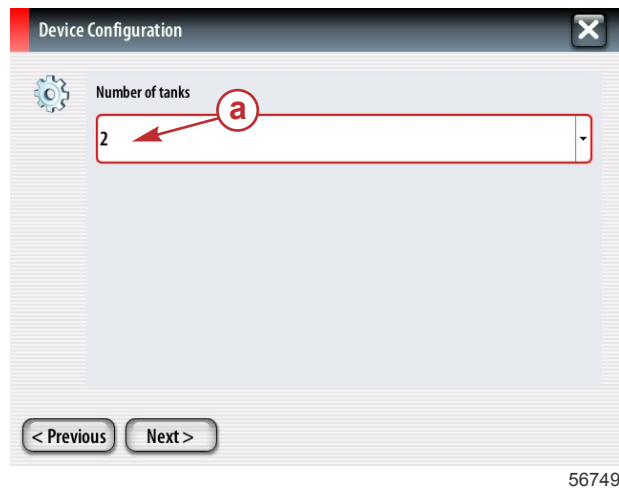 Device Configuration
Number of tanks
a
2
< Previous Next >
56749